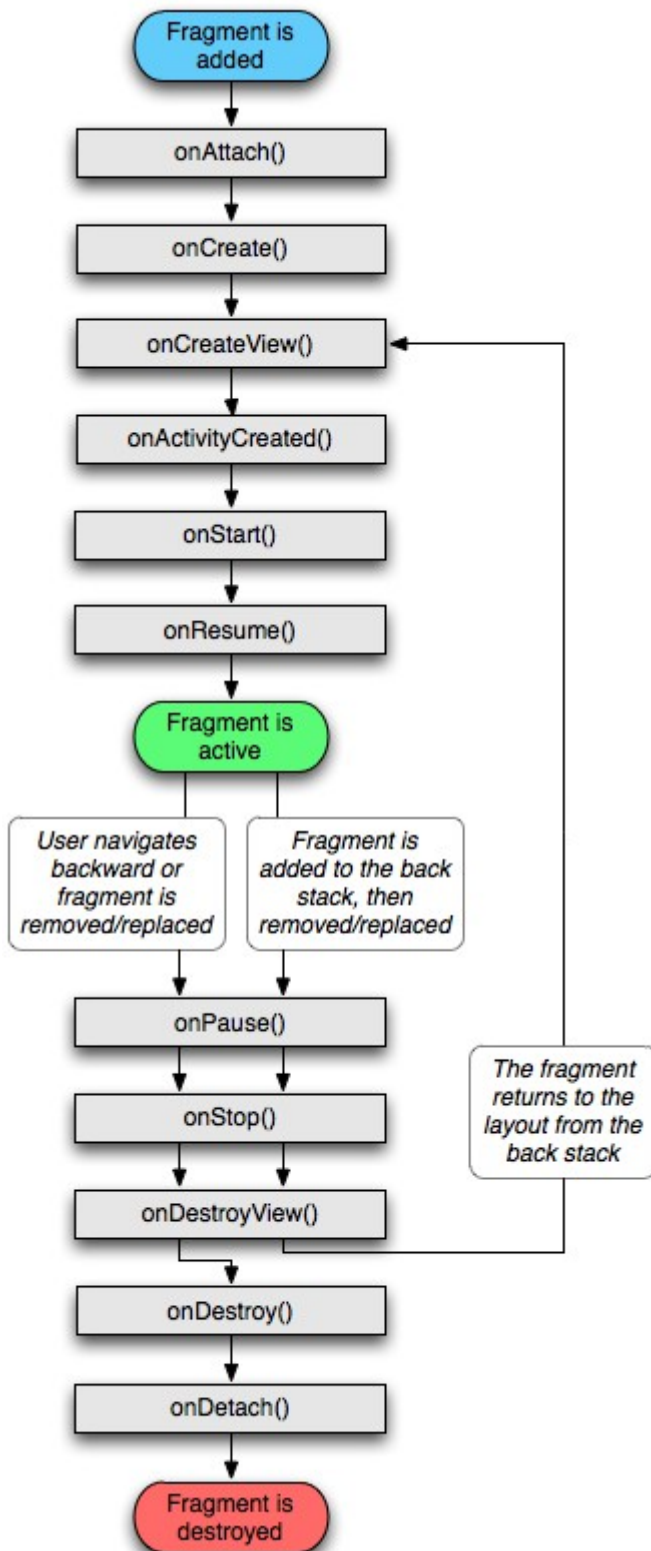 Fragment is
added
onAttach()
onCreate()
onCreateView()
onActivityCreated()
onStart()
onResume()
Fragment is
active
User navigates
backward or
fragment is
removed/replaced
Fragment is
added to the back
stack, then
removed/replaced
onPause()
onStop()
onDestroyView()
The fragment
returns to the
layout from the
back stack
onDestroy()
onDetach()
Fragment is
destroyed